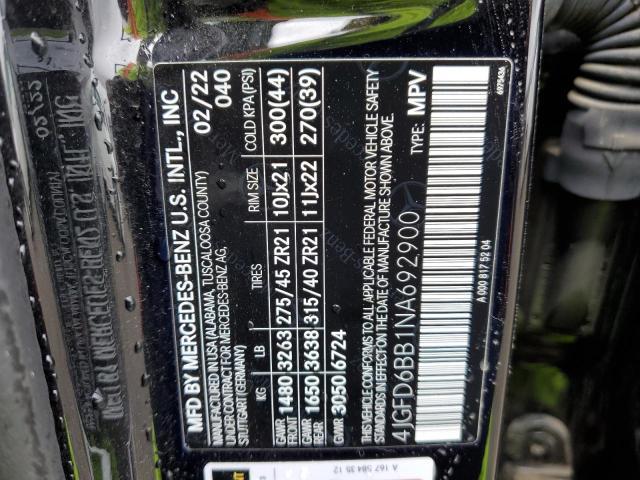 MFD BY MERCEDES-BENZ U.S. INTL., INC
MANUFACTURED IN USA (ALABAMA, TUSCALOOSA COUNTY) 02/22
UNDER CONTRACT FOR MERCEDES-BENZ AG, 040
STUTTGART (GERMANY)
KG LB TIRES RIM SIZE COLD KPA(PSI)
GAWR FRONT 1480 3263 275/45 ZR21 10Jx21 300(44)
GAWR REAR 1650 3638 315/40 ZR21 11Jx22 270(39)
GVWR 3050 6724
THIS VEHICLE CONFORMS TO ALL APPLICABLE FEDERAL MOTOR VEHICLE SAFETY
STANDARDS IN EFFECT ON THE DATE OF MANUFACTURE SHOWN ABOVE.
4JGFD6BB1NA692900 TYPE: MPV
A 000 817 52 04
6975436
A 167 584 35 12